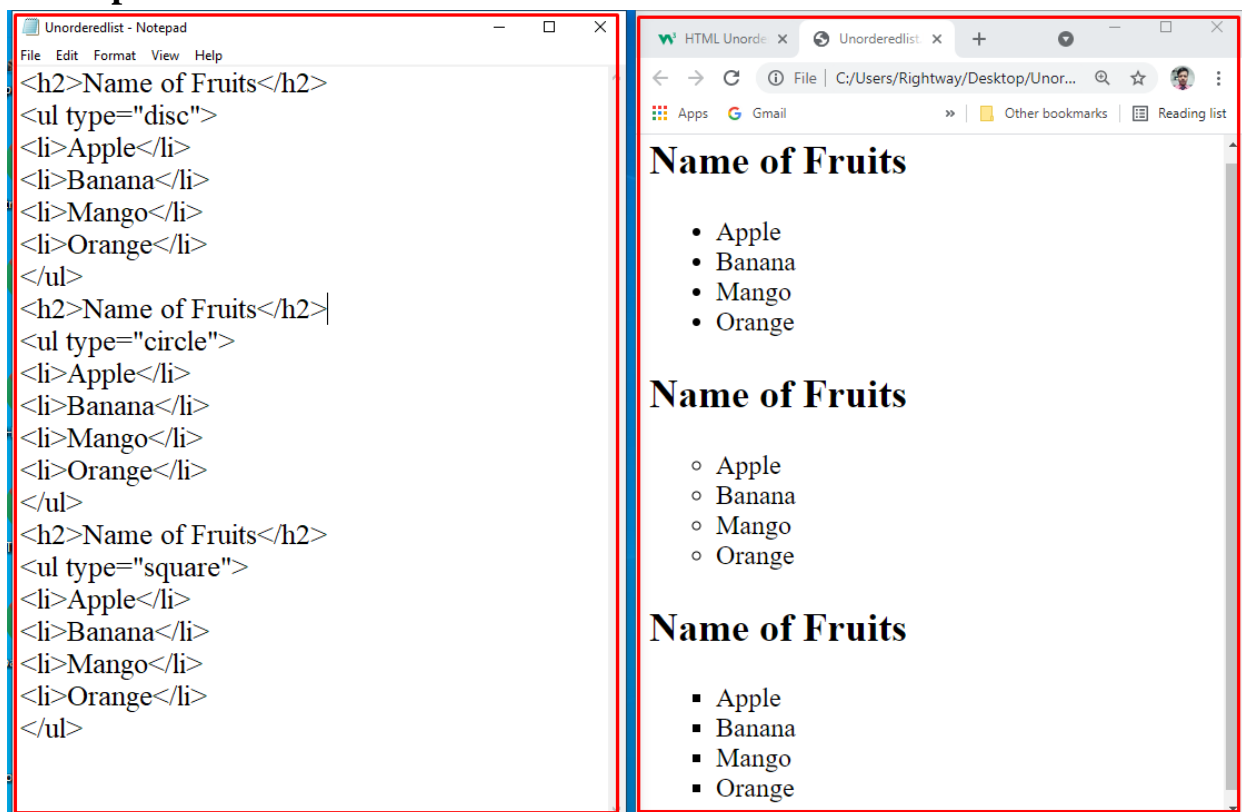 Unorderedlist - Notepad
File Edit Format View Help
<h2>Name of Fruits</h2>
<ul type="disc">
<li>Apple</li>
<li>Banana</li>
<li>Mango</li>
<li>Orange</li>
</ul>
<h2>Name of Fruits</h2>
<ul type="circle">
<li>Apple</li>
<li>Banana</li>
<li>Mango</li>
<li>Orange</li>
</ul>
<h2>Name of Fruits</h2>
<ul type="square">
<li>Apple</li>
<li>Banana</li>
<li>Mango</li>
<li>Orange</li>
</ul>
HTML Unorde Unorderedlist.
File | C:/Users/Rightway/Desktop/Unor...
Apps Gmail » Other bookmarks Reading list
Name of Fruits
• Apple
• Banana
• Mango
• Orange
Name of Fruits
○ Apple
○ Banana
○ Mango
○ Orange
Name of Fruits
▪ Apple
▪ Banana
▪ Mango
▪ Orange